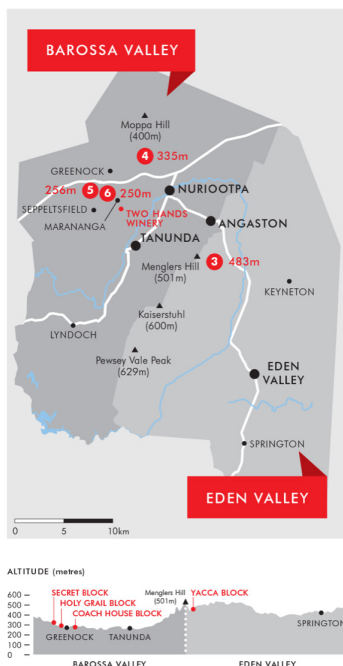 BAROSSA VALLEY
Moppa Hill
(400m)
4 335m
GREENOCK
256m 5 6 250m
NURIOOTPA
SEPPELTSFIELD
TWO HANDS
WINERY
MARANANGA
ANGASTON
TANUNDA
Menglers Hill
(501m)
3 483m
KEYNETON
Kaiserstuhl
(600m)
LYNDOCH
Pewsey Vale Peak
(629m)
EDEN
VALLEY
SPRINGTON
EDEN VALLEY
0 5 10km
ALTITUDE (metres)
600
500
400
300
200
100
0
SECRET BLOCK
HOLY GRAIL BLOCK
COACH HOUSE BLOCK
Menglers Hill
(501m)
YACCA BLOCK
GREENOCK TANUNDA
SPRINGTON
BAROSSA VALLEY EDEN VALLEY